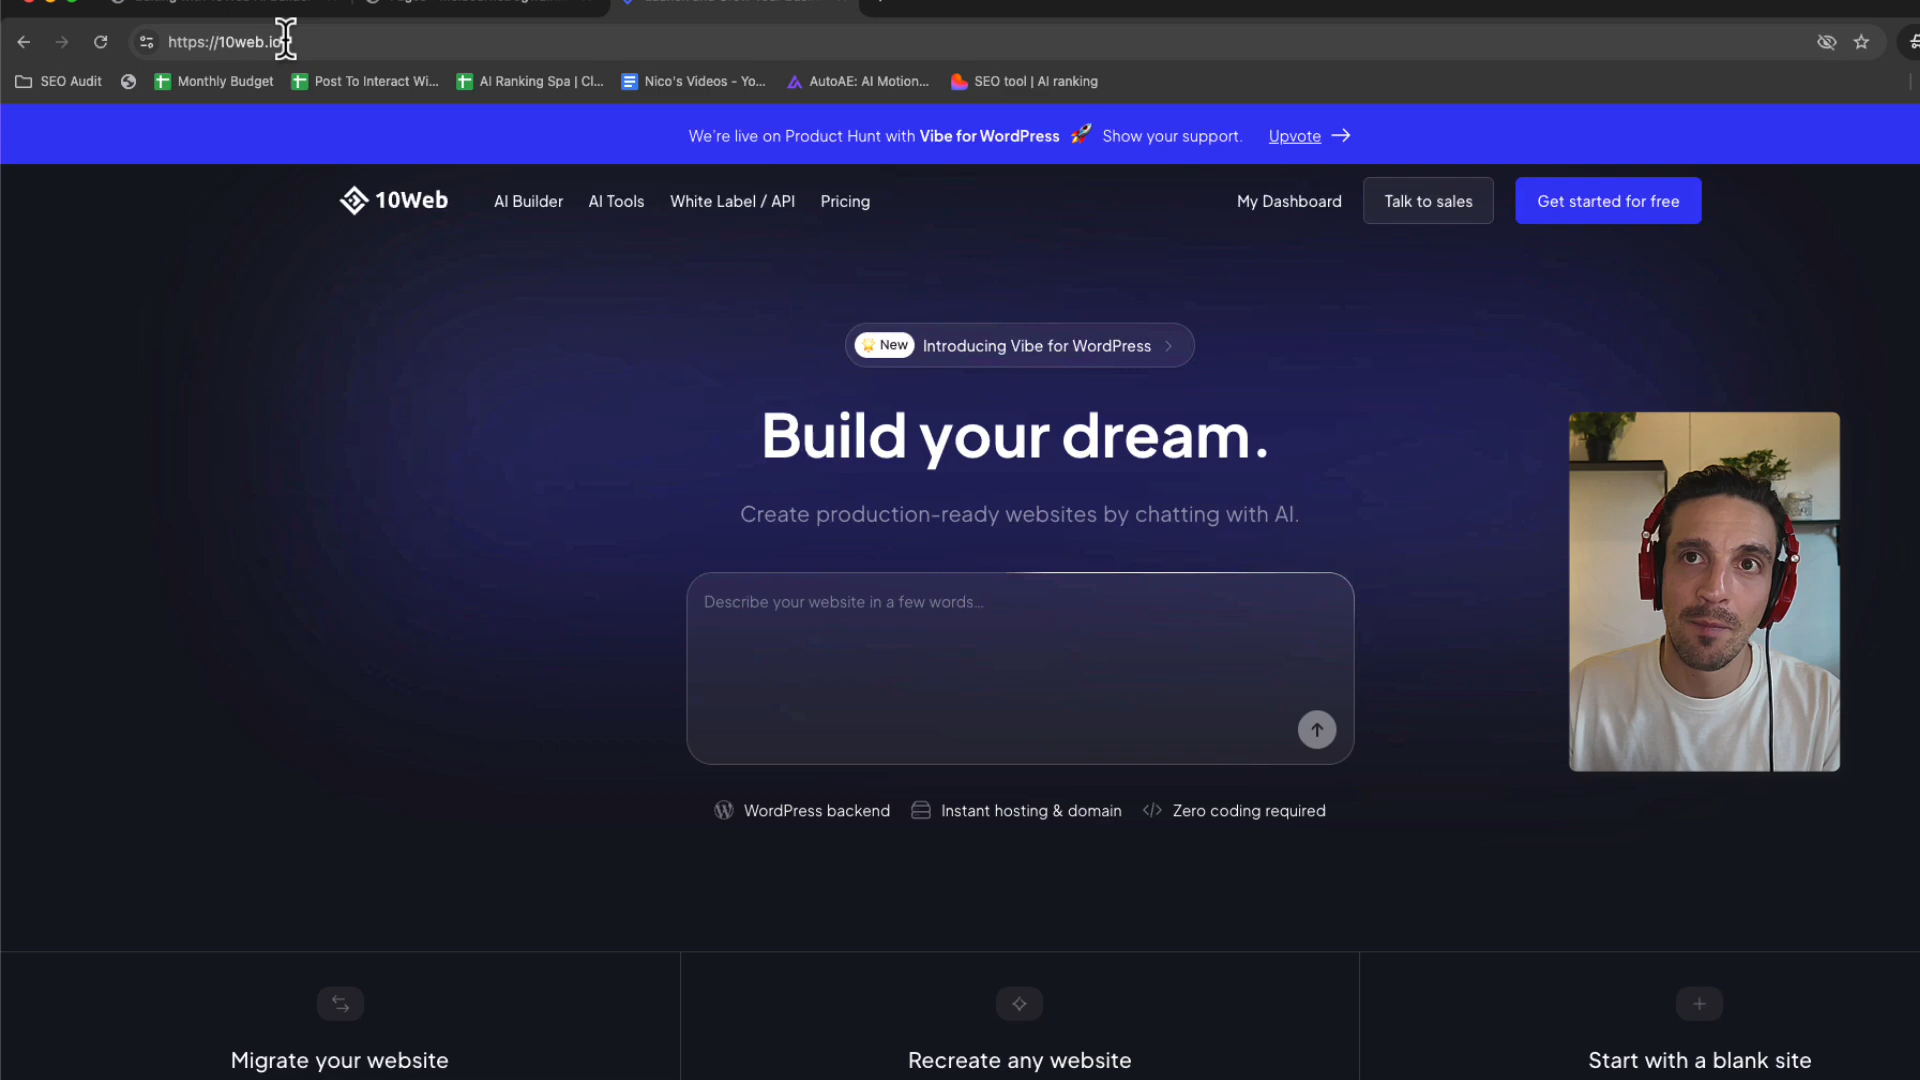 https://10web.io
SEO Audit
Monthly Budget
Post To Interact Wi...
AI Ranking Spa | Cl...
Nico's Videos - Yo...
AutoAE: AI Motion...
SEO tool | AI ranking
We're live on Product Hunt with Vibe for WordPress 🚀 Show your support. Upvote →
10Web
AI Builder
AI Tools
White Label / API
Pricing
My Dashboard
Talk to sales
Get started for free
New Introducing Vibe for WordPress
Build your dream.
Create production-ready websites by chatting with AI.
Describe your website in a few words...
WordPress backend
Instant hosting & domain
Zero coding required
Migrate your website
Recreate any website
Start with a blank site